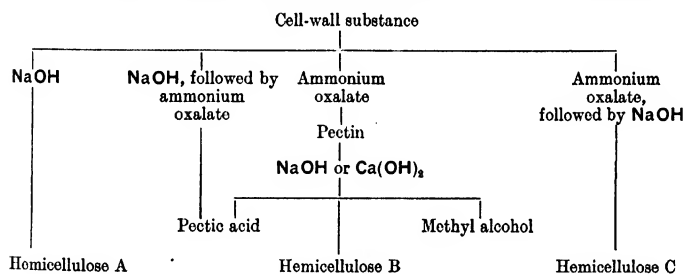 Cell-wall substance
NaOH
NaOH, followed by
ammonium
oxalate
Ammonium
oxalate
Ammonium
oxalate,
followed by NaOH
Pectin
NaOH or Ca(OH)₂
Pectic acid
Methyl alcohol
Hemicellulose A
Hemicellulose B
Hemicellulose C